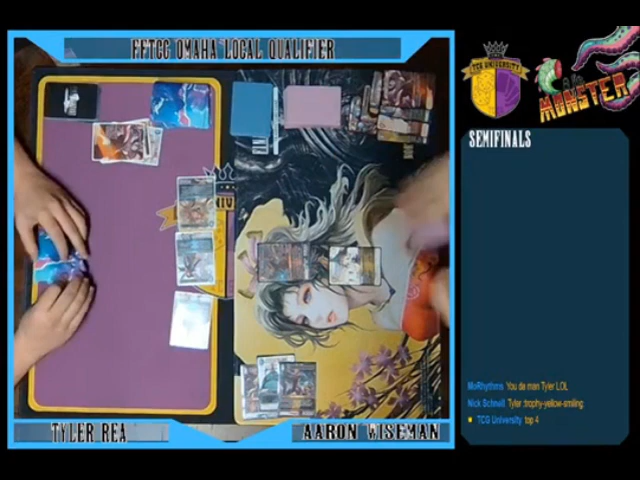 FFTCG OMAHA LOCAL QUALIFIER
TCG UNIVERSITY
MONSTER
SEMIFINALS
MoRhythms You da man Tyler LOL
Nick Schnell Tyler :trophy-yellow-smiling
TCG University top 4
TYLER REA
AARON WISEMAN